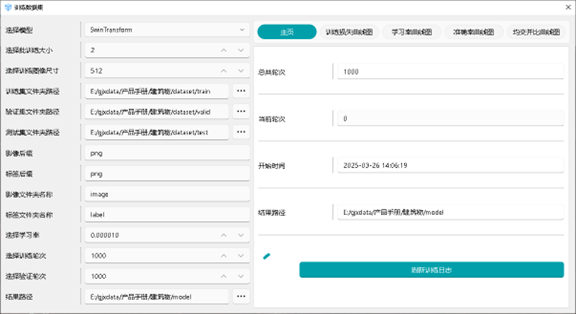 训练数据集
选择模型 SwinTransform
选择批训练大小 2
选择训练图像尺寸 512
训练集文件夹路径 E:/gjxdata/产品手册/建筑物/dataset/train
验证集文件夹路径 E:/gjxdata/产品手册/建筑物/dataset/valid
测试集文件夹路径 E:/gjxdata/产品手册/建筑物/dataset/test
影像后缀 png
标签后缀 png
影像文件夹名称 image
标签文件夹名称 label
选择学习率 0.000010
选择训练轮次 1000
选择验证轮次 1000
结果路径 E:/gjxdata/产品手册/建筑物/model
主页 训练损失曲线图 学习率曲线图 准确率曲线图 均交并比曲线图
总共轮次 1000
当前轮次 0
开始时间 2025-03-26 14:06:19
结果路径 E:/gjxdata/产品手册/建筑物/model
刷新训练日志